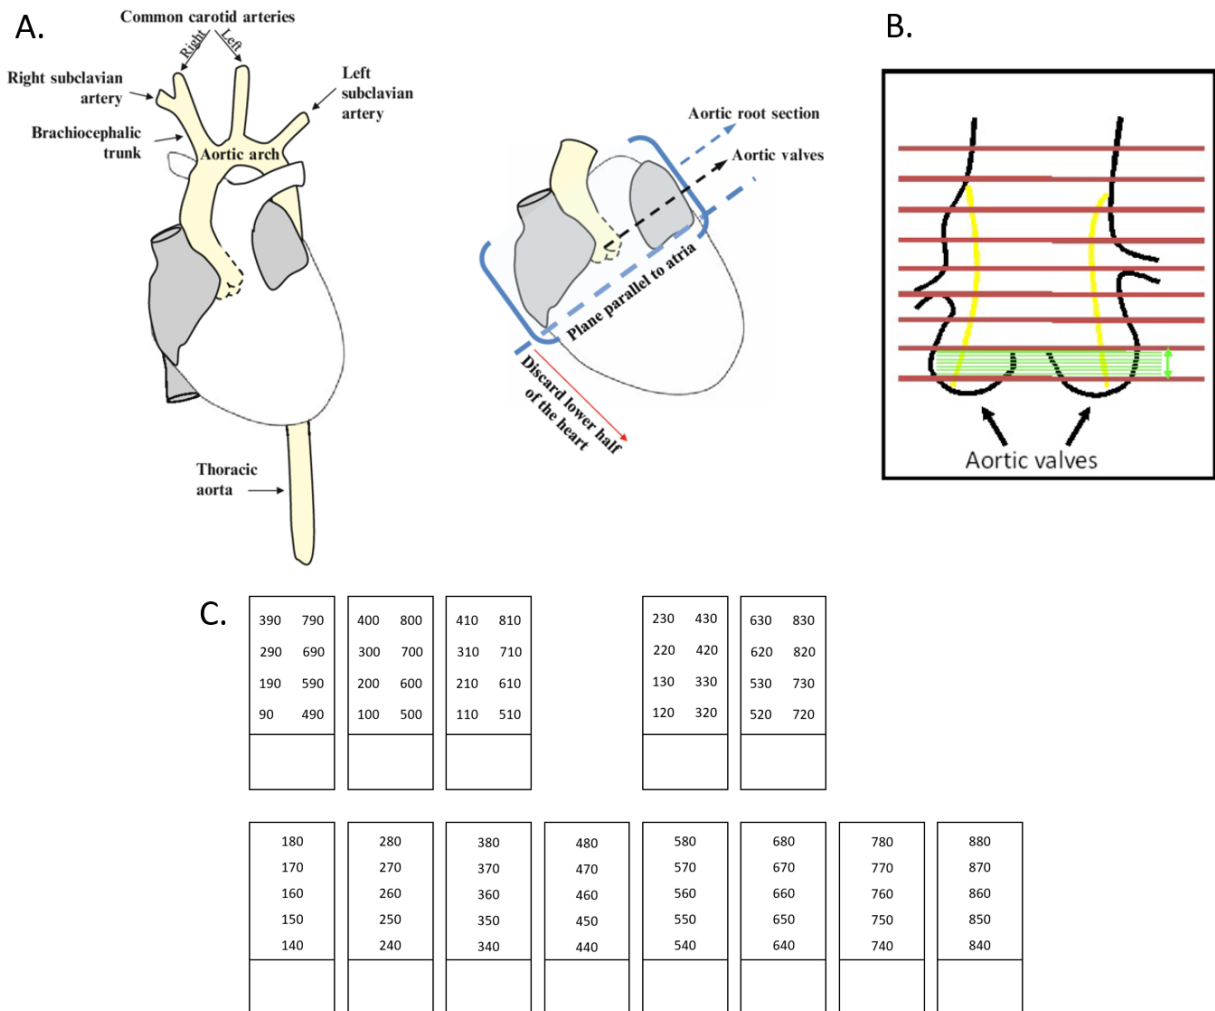 A.
Common carotid arteries
Right
Left
Right subclavian
artery
Left
subclavian
artery
Brachiocephalic
trunk
Aortic arch
Thoracic
aorta
Aortic root section
Aortic valves
Plane parallel to atria
Discard lower half
of the heart
B.
Aortic valves
C.
390 790
290 690
190 590
90 490
400 800
300 700
200 600
100 500
410 810
310 710
210 610
110 510
230 430
220 420
130 330
120 320
630 830
620 820
530 730
520 720
180
170
160
150
140
280
270
260
250
240
380
370
360
350
340
480
470
460
450
440
580
570
560
550
540
680
670
660
650
640
780
770
760
750
740
880
870
860
850
840